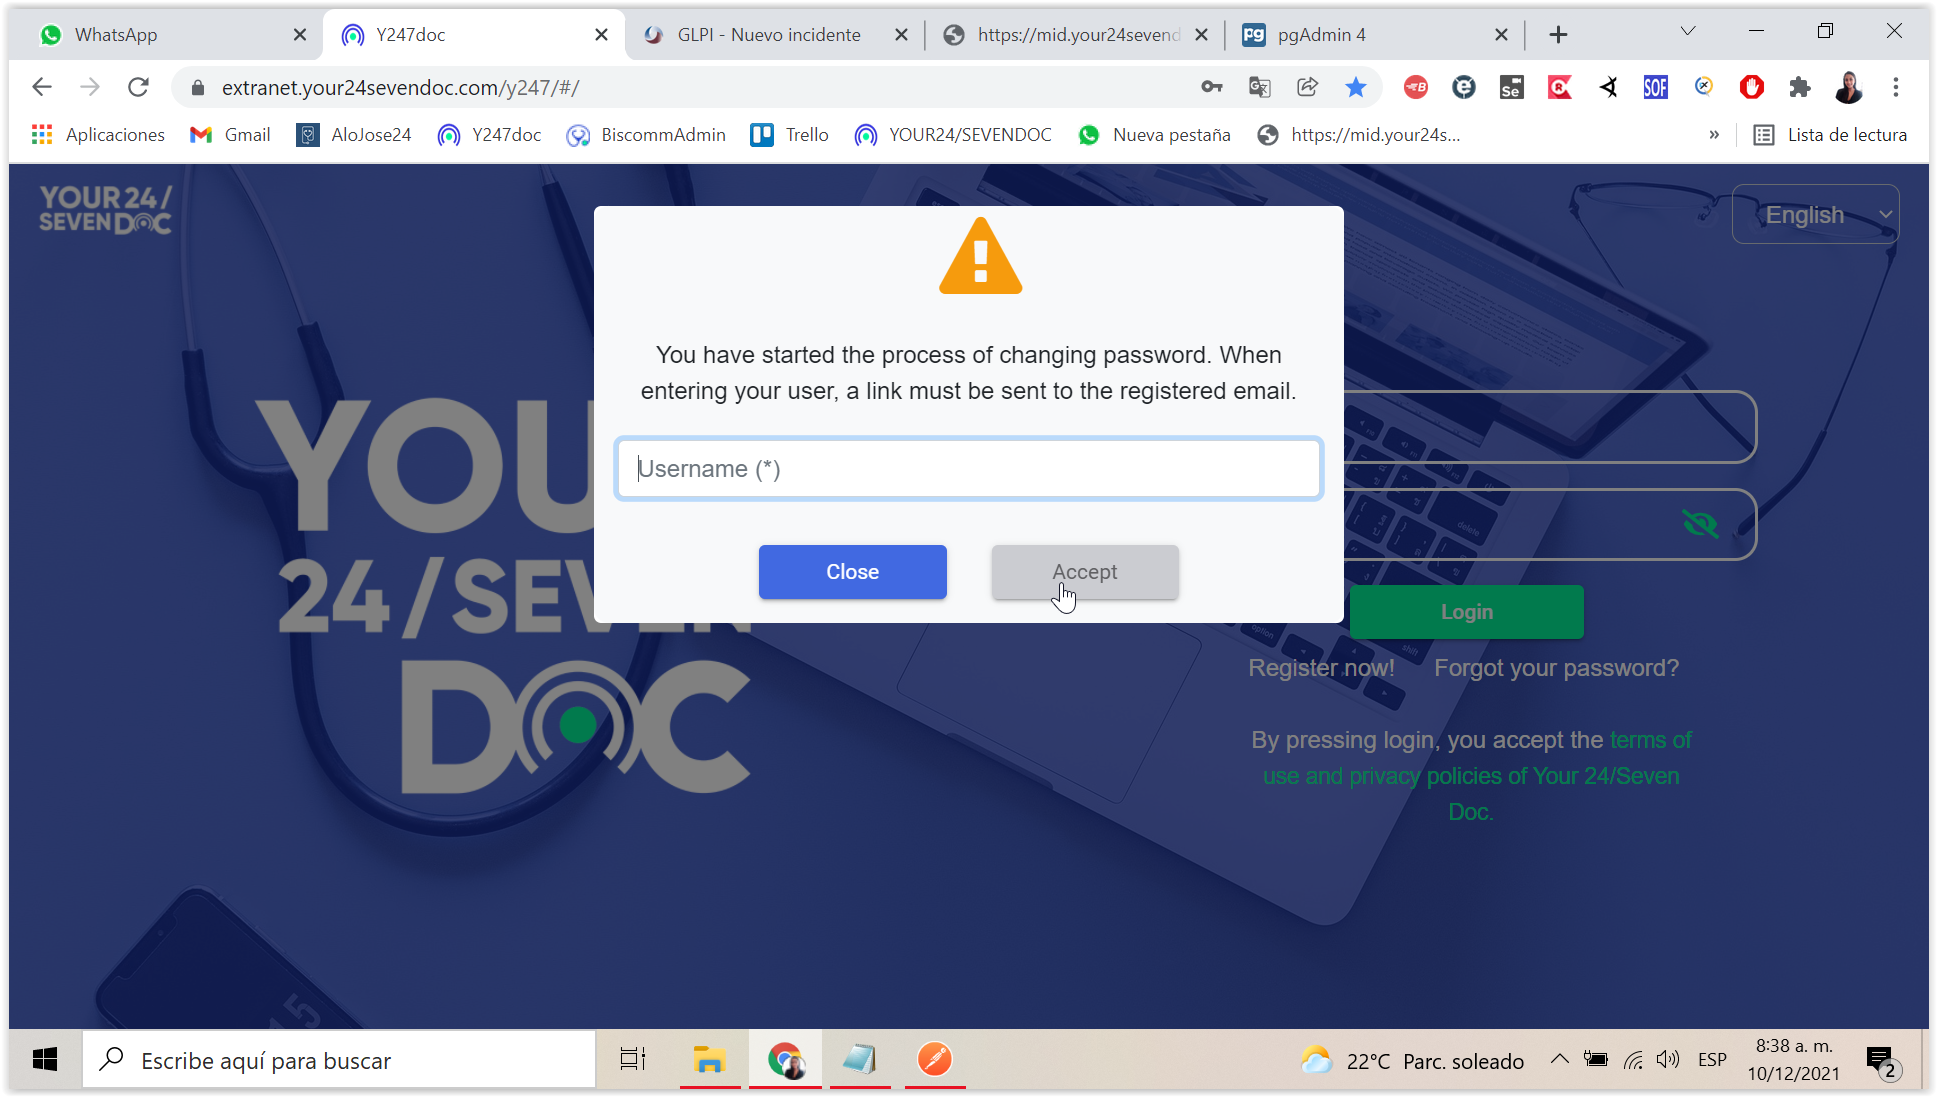 WhatsApp
Y247doc
GLPI - Nuevo incidente
https://mid.your24sevend
pgAdmin 4
extranet.your24sevendoc.com/y247/#/
Aplicaciones
Gmail
AloJose24
Y247doc
BiscommAdmin
Trello
YOUR24/SEVENDOC
Nueva pestaña
https://mid.your24s...
»
Lista de lectura
YOUR 24/
SEVEN DOC
English
You have started the process of changing password. When
entering your user, a link must be sent to the registered email.
Username (*)
Close
Accept
YOU
24/SEVEN
DOC
Login
Register now!
Forgot your password?
By pressing login, you accept the terms of
use and privacy policies of Your 24/Seven
Doc.
Escribe aquí para buscar
22°C Parc. soleado
ESP
8:38 a. m.
10/12/2021
2